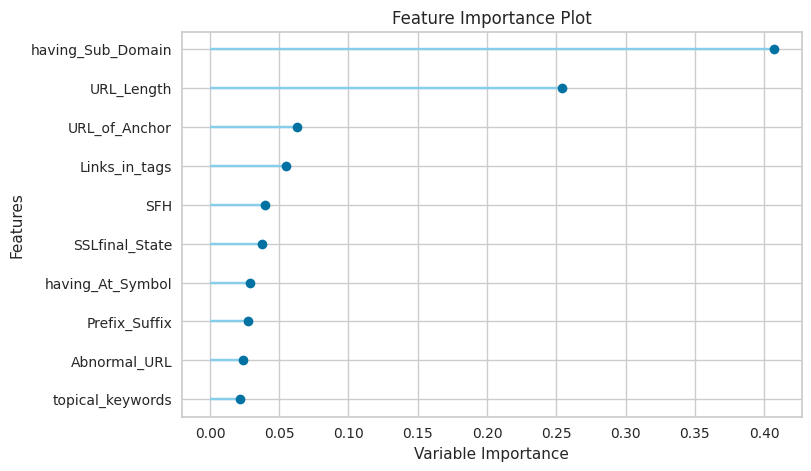 Feature Importance Plot
having_Sub_Domain
URL_Length
URL_of_Anchor
Links_in_tags
SFH
SSLfinal_State
having_At_Symbol
Prefix_Suffix
Abnormal_URL
topical_keywords
Features
0.00 0.05 0.10 0.15 0.20 0.25 0.30 0.35 0.40
Variable Importance